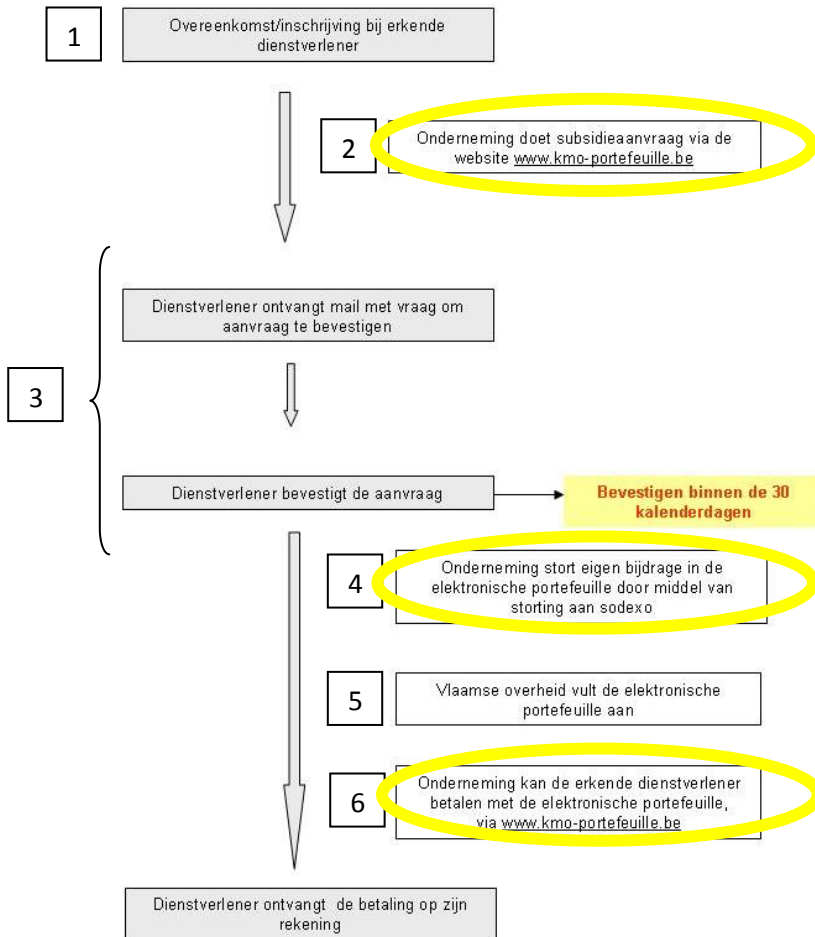 1
Overeenkomst/inschrijving bij erkende
dienstverlener
2
Onderneming doet subsidieaanvraag via de
website www.kmo-portefeuille.be
3
Dienstverlener ontvangt mail met vraag om
aanvraag te bevestigen
Dienstverlener bevestigt de aanvraag
Bevestigen binnen de 30
kalenderdagen
4
Onderneming stort eigen bijdrage in de
elektronische portefeuille door middel van
storting aan sodexo
5
Vlaamse overheid vult de elektronische
portefeuille aan
6
Onderneming kan de erkende dienstverlener
betalen met de elektronische portefeuille,
via www.kmo-portefeuille.be
Dienstverlener ontvangt de betaling op zijn
rekening